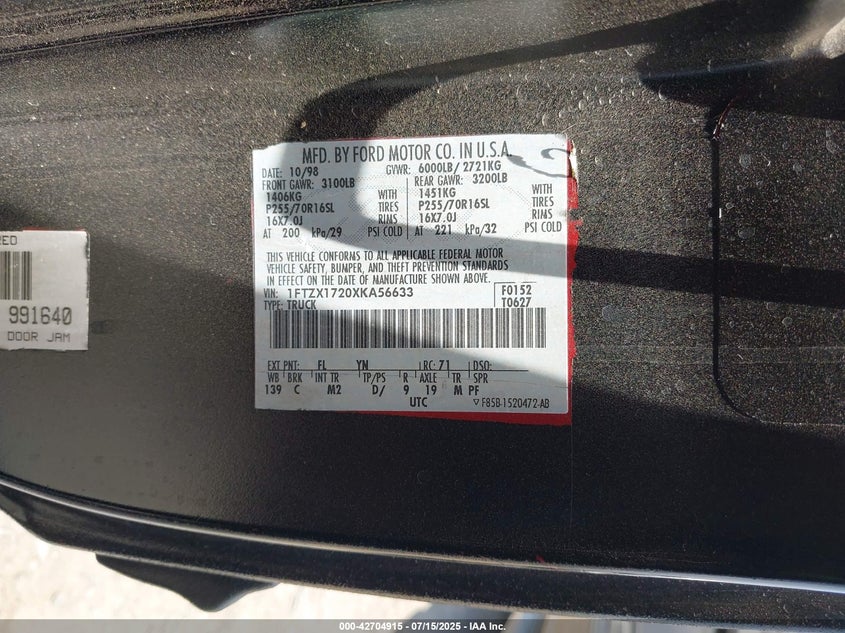 MFD. BY FORD MOTOR CO. IN U.S.A.
DATE: 10/98 GVWR: 6000LB/ 2721KG
FRONT GAWR: 3100LB REAR GAWR: 3200LB
1406KG WITH 1451KG WITH
P255/70R16SL TIRES P255/70R16SL TIRES
16X7.0J RINS 16X7.0J RINS
AT 200 kPa/29 PSI COLD AT 221 kPa/32 PSI COLD
THIS VEHICLE CONFORMS TO ALL APPLICABLE FEDERAL MOTOR
VEHICLE SAFETY, BUMPER, AND THEFT PREVENTION STANDARDS
IN EFFECT ON THE DATE OF MANUFACTURE SHOWN ABOVE.
VIN: 1FTZX1720XKA56633 F0152
TYPE: TRUCK T0627
EXT PNT: FL YN RC: 71 DSO:
WB BRK INT TR TP/PS R AXLE TR SPR
139 C M2 D/ 9 19 M PF
UTC ▽ F85B-1520472-AB
RED
991640
DOOR JAM
000-42704915 - 07/15/2025 - IAA Inc.